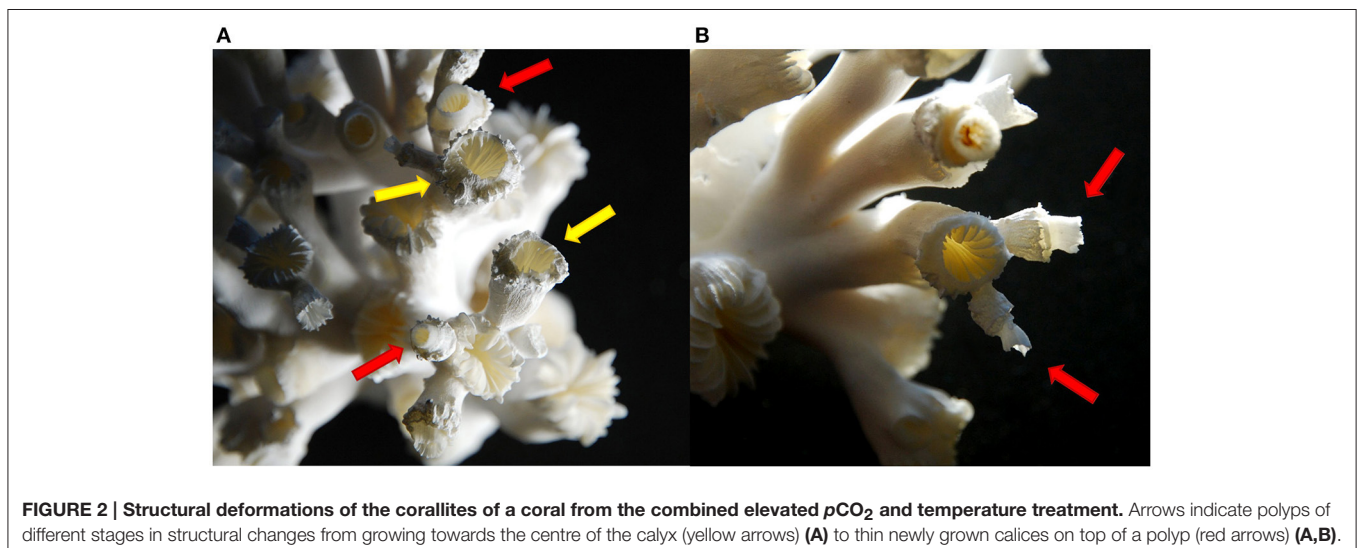 A
B
FIGURE 2 | Structural deformations of the corallites of a coral from the combined elevated pCO2 and temperature treatment. Arrows indicate polyps of
different stages in structural changes from growing towards the centre of the calyx (yellow arrows) (A) to thin newly grown calices on top of a polyp (red arrows) (A,B).